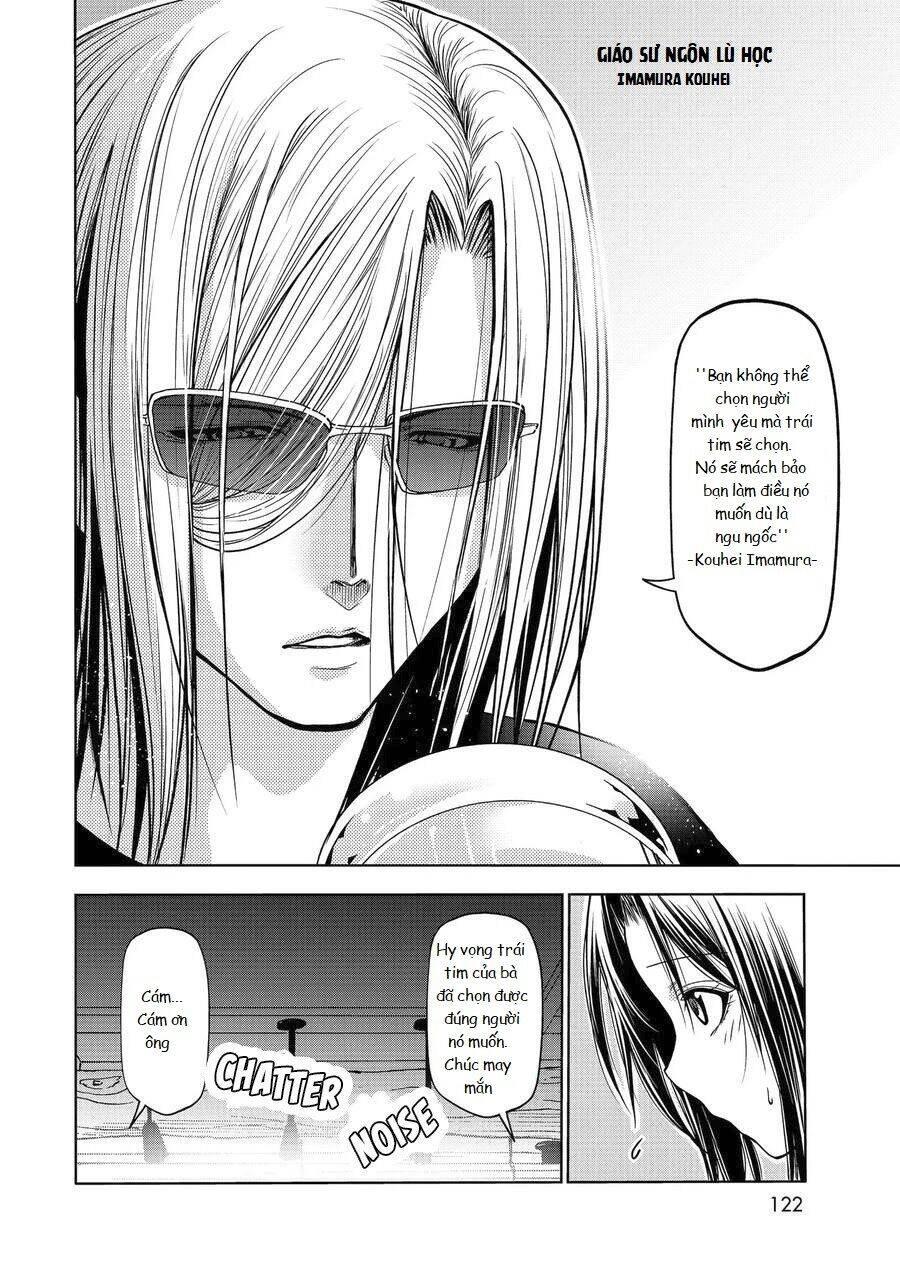 GIÁO SƯ NGÔN LÙ HỌC
IMAMURA KOUHEI
''Bạn không thể
chọn người
mình yêu mà trái
tim sẽ chọn.
Nó sẽ mách bảo
bạn làm điều nó
muốn dù là
ngu ngốc''
-Kouhei Imamura-
Hy vọng trái
tim của bà
đã chọn được
đúng người
nó muốn.
Chúc may
mắn
Cám...
Cám ơn
ông
CHATTER
NOISE
122